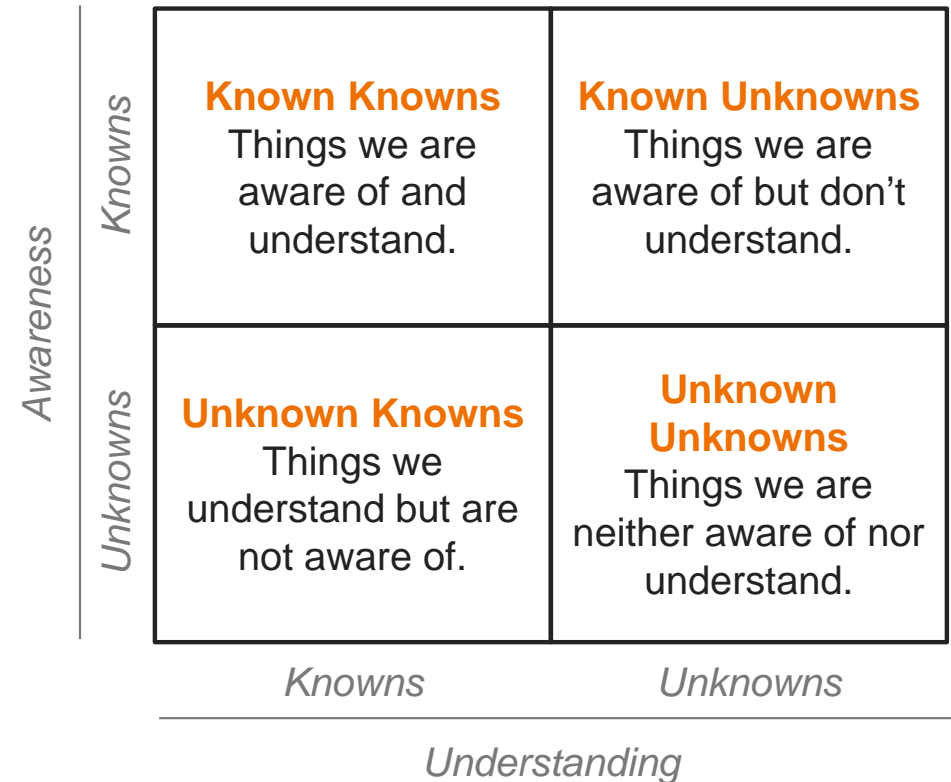 Awareness
Knowns
Known Knowns
Things we are
aware of and
understand.
Known Unknowns
Things we are
aware of but don’t
understand.
Unknowns
Unknown Knowns
Things we
understand but are
not aware of.
Unknown
Unknowns
Things we are
neither aware of nor
understand.
Knowns
Unknowns
Understanding